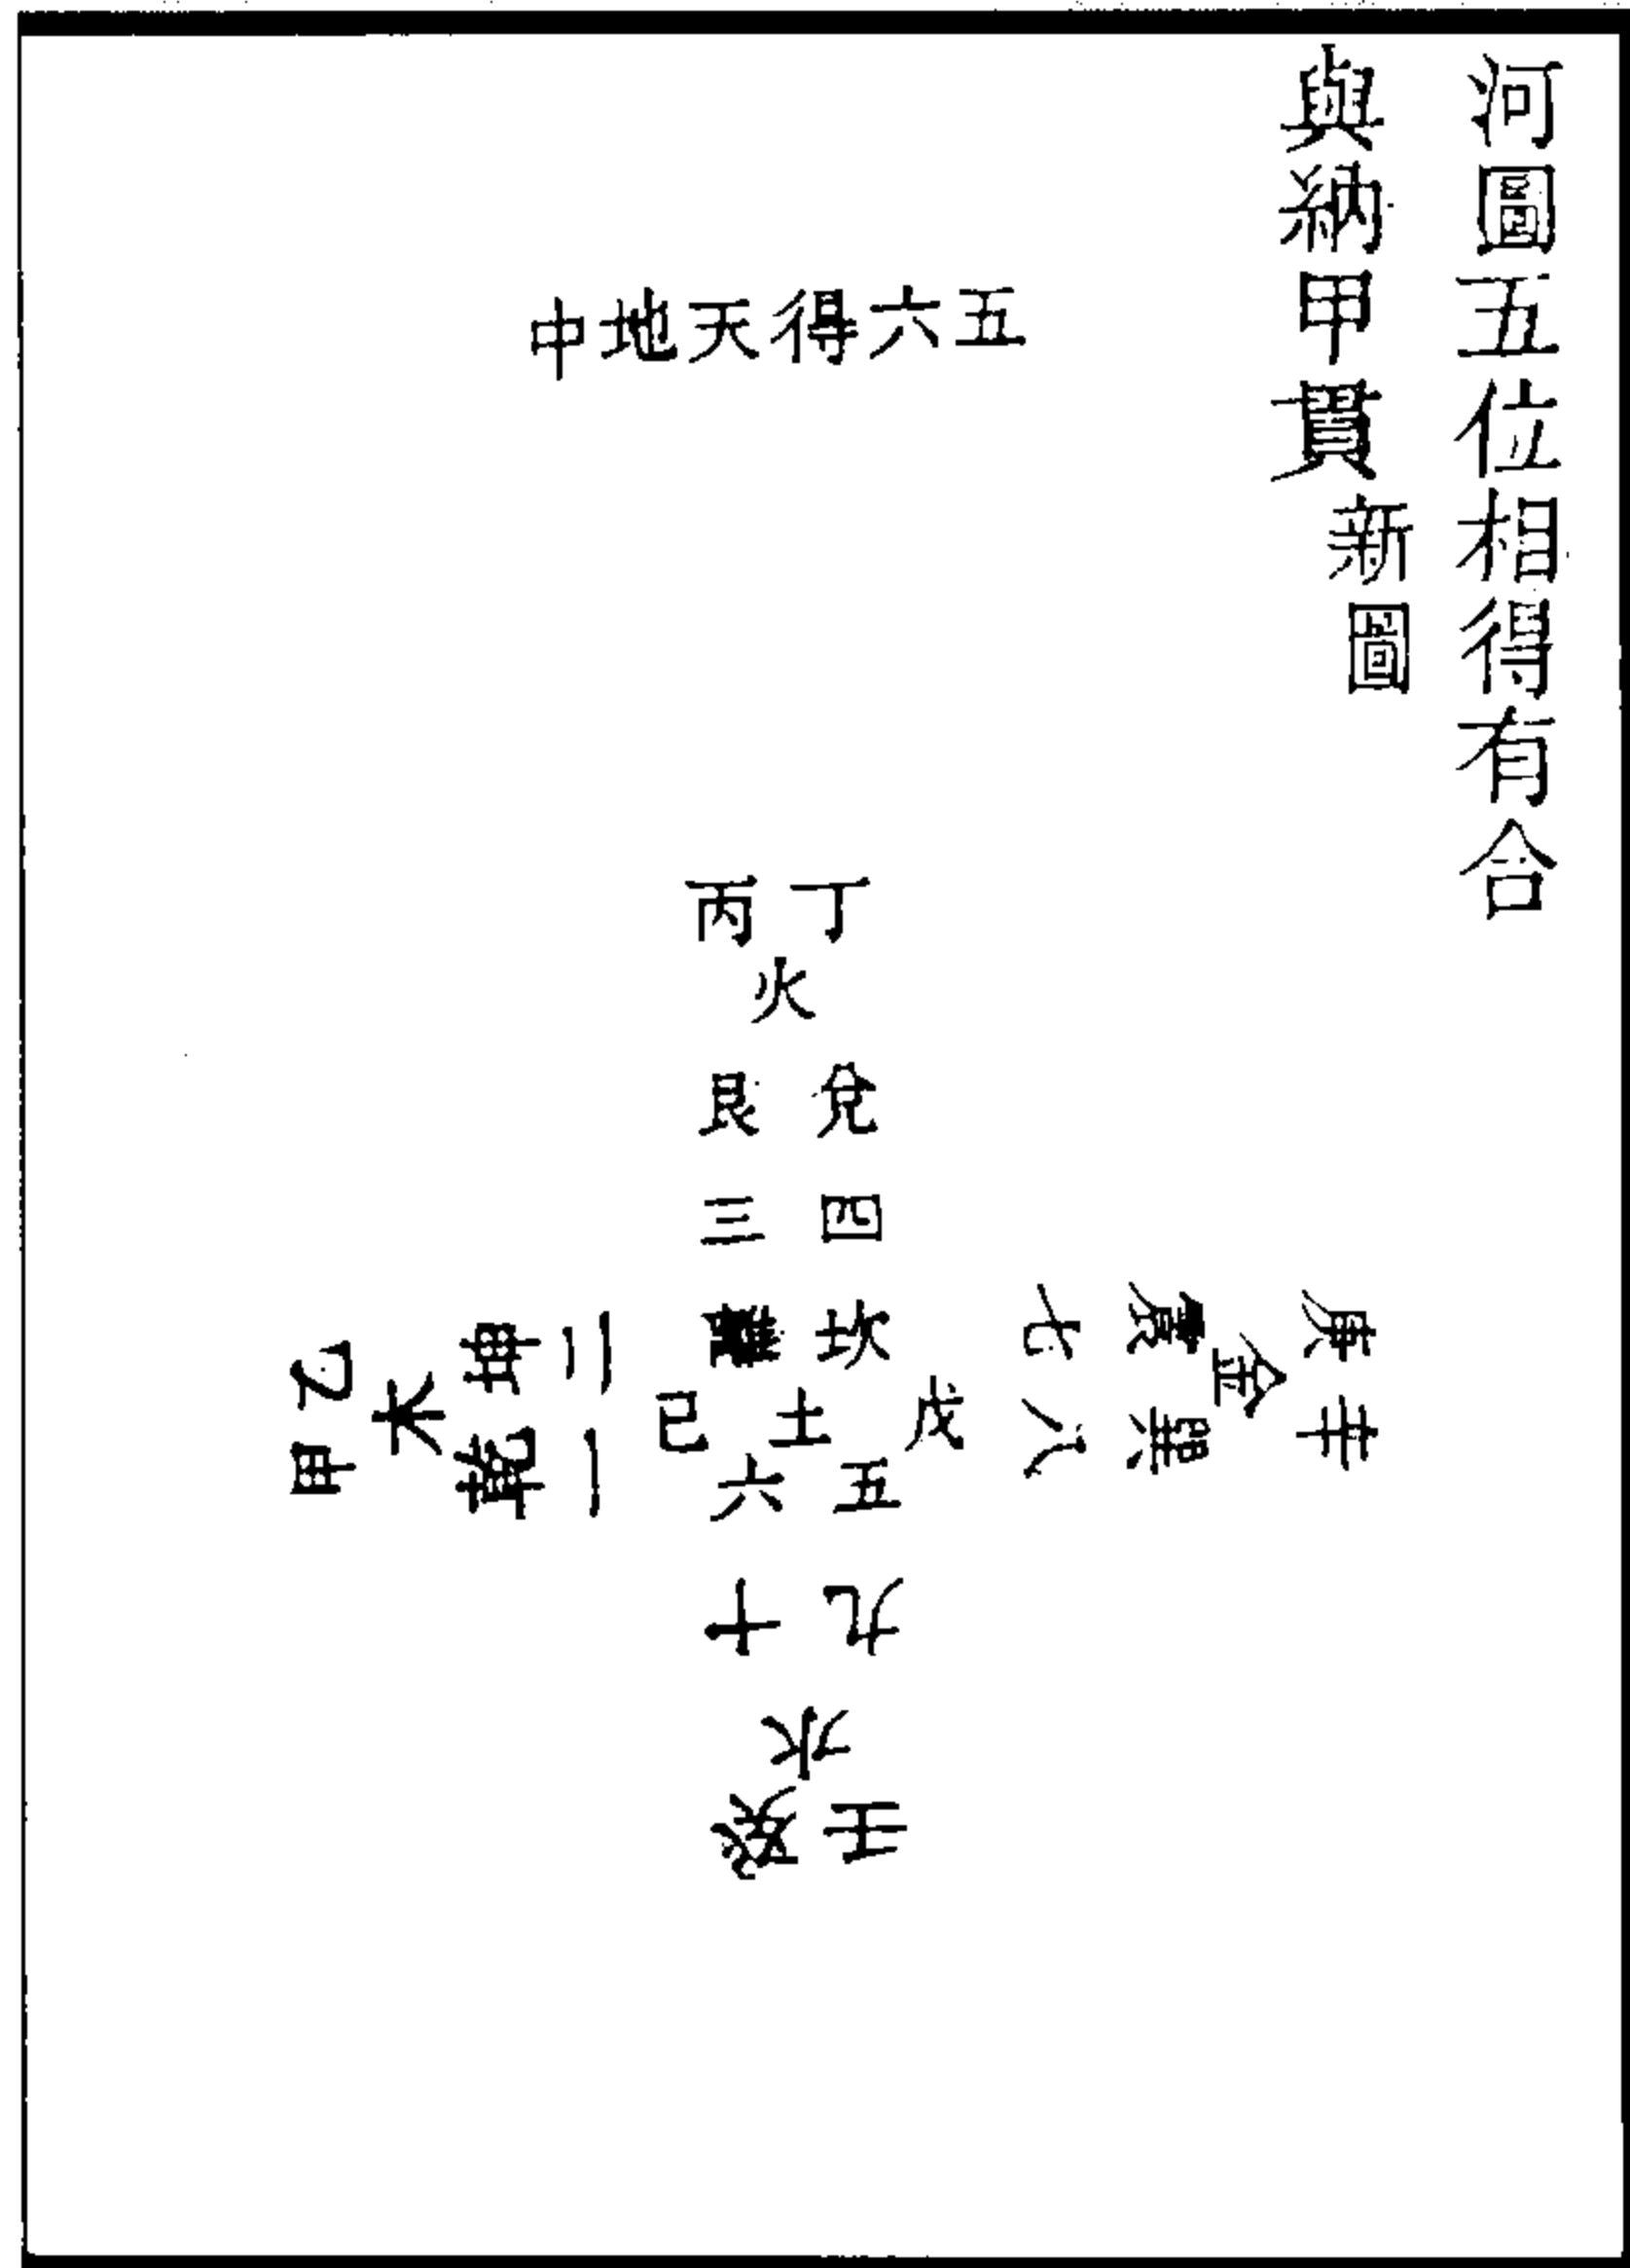 河圖五位相得有合
與納甲貫新圖
五六得天地中
丁丙
火
兌艮
四三
坎離
戊土己
五六
庚辛
金
震巽
七八
二一
坤乾
木
乙甲
九十
水
壬癸